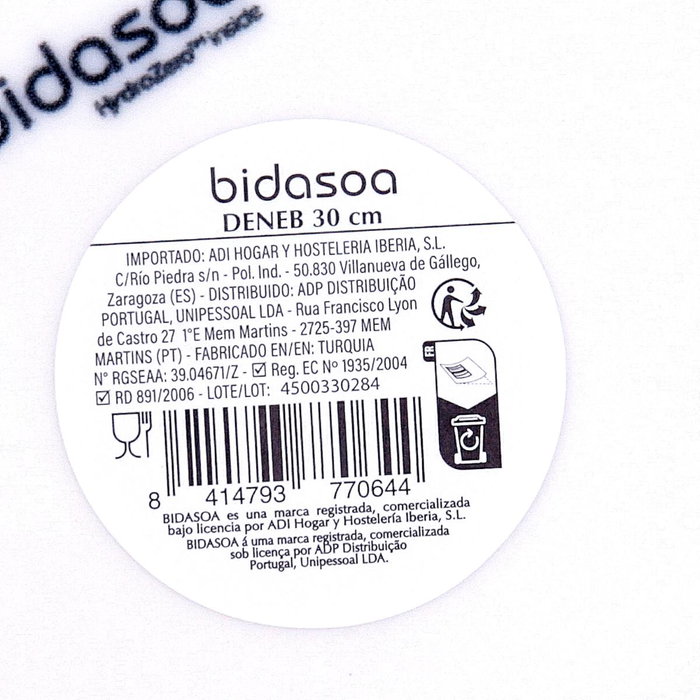 bidasoa
HydroZero™ inside
bidasoa
DENEB 30 cm
IMPORTADO: ADI HOGAR Y HOSTELERIA IBERIA, S.L.
C/Río Piedra s/n - Pol. Ind. - 50.830 Villanueva de Gállego,
Zaragoza (ES) - DISTRIBUIDO: ADP DISTRIBUIÇÃO
PORTUGAL, UNIPESSOAL LDA - Rua Francisco Lyon
de Castro 27 1°E Mem Martins - 2725-397 MEM
MARTINS (PT) - FABRICADO EN/EN: TURQUIA
N° RGSEAA: 39.04671/Z - ☑ Reg. EC Nº 1935/2004
☑ RD 891/2006 - LOTE/LOT: 4500330284
FR
8 414793 770644
BIDASOA es una marca registrada, comercializada
bajo licencia por ADI Hogar y Hostelería Iberia, S.L.
BIDASOA á uma marca registrada, comercializada
sob licença por ADP Distribuição
Portugal, Unipessoal LDA.